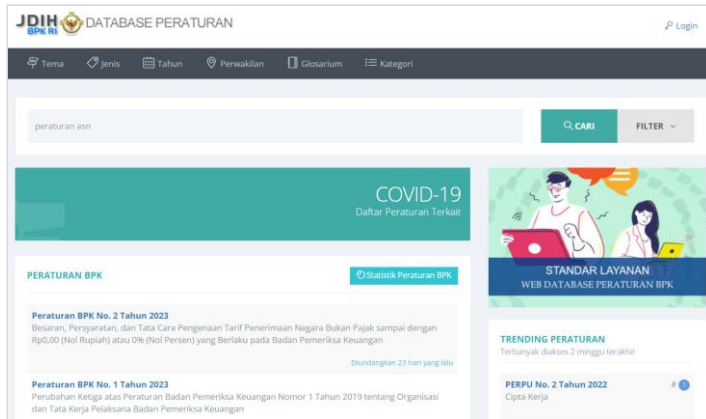 JDIH
BPK RI
DATABASE PERATURAN
Login
Tema
Jenis
Tahun
Perwakilan
Glosarium
Kategori
peraturan asn
CARI
FILTER
COVID-19
Daftar Peraturan Terkait
STANDAR LAYANAN
WEB DATABASE PERATURAN BPK
PERATURAN BPK
Statistik Peraturan BPK
Peraturan BPK No. 2 Tahun 2023
Besaran, Persyaratan, dan Tata Cara Pengenaan Tarif Penerimaan Negara Bukan Pajak sampai dengan
Rp0,00 (Nol Rupiah) atau 0% (Nol Persen) yang Berlaku pada Badan Pemeriksa Keuangan
Diundangkan 23 hari yang lalu
Peraturan BPK No. 1 Tahun 2023
Perubahan Ketiga atas Peraturan Badan Pemeriksa Keuangan Nomor 1 Tahun 2019 tentang Organisasi
dan Tata Kerja Pelaksana Badan Pemeriksa Keuangan
TRENDING PERATURAN
Terbanyak diakses 2 minggu terakhir
PERPU No. 2 Tahun 2022
# 1
Cipta Kerja